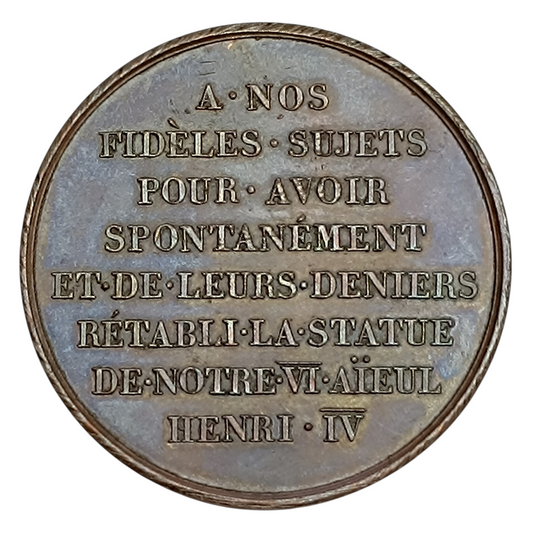 A·NOS
FIDÈLES·SUJETS
POUR·AVOIR
SPONTANÉMENT
ET·DE·LEURS·DENIERS
RÉTABLI·LA·STATUE
DE·NOTRE·VI·AÏEUL
HENRI·IV